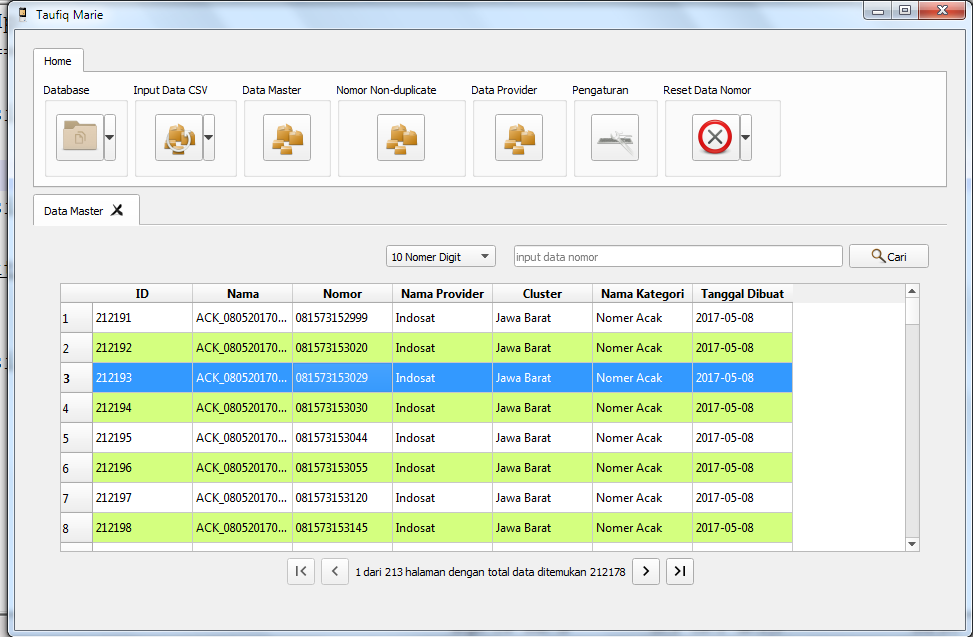 Taufiq Marie
Home
Database Input Data CSV Data Master Nomor Non-duplicate Data Provider Pengaturan Reset Data Nomor
Data Master
10 Nomer Digit input data nomor Cari
ID Nama Nomor Nama Provider Cluster Nama Kategori Tanggal Dibuat
1 212191 ACK_080520170... 081573152999 Indosat Jawa Barat Nomer Acak 2017-05-08
2 212192 ACK_080520170... 081573153020 Indosat Jawa Barat Nomer Acak 2017-05-08
3 212193 ACK_080520170... 081573153029 Indosat Jawa Barat Nomer Acak 2017-05-08
4 212194 ACK_080520170... 081573153030 Indosat Jawa Barat Nomer Acak 2017-05-08
5 212195 ACK_080520170... 081573153044 Indosat Jawa Barat Nomer Acak 2017-05-08
6 212196 ACK_080520170... 081573153055 Indosat Jawa Barat Nomer Acak 2017-05-08
7 212197 ACK_080520170... 081573153120 Indosat Jawa Barat Nomer Acak 2017-05-08
8 212198 ACK_080520170... 081573153145 Indosat Jawa Barat Nomer Acak 2017-05-08
1 dari 213 halaman dengan total data ditemukan 212178